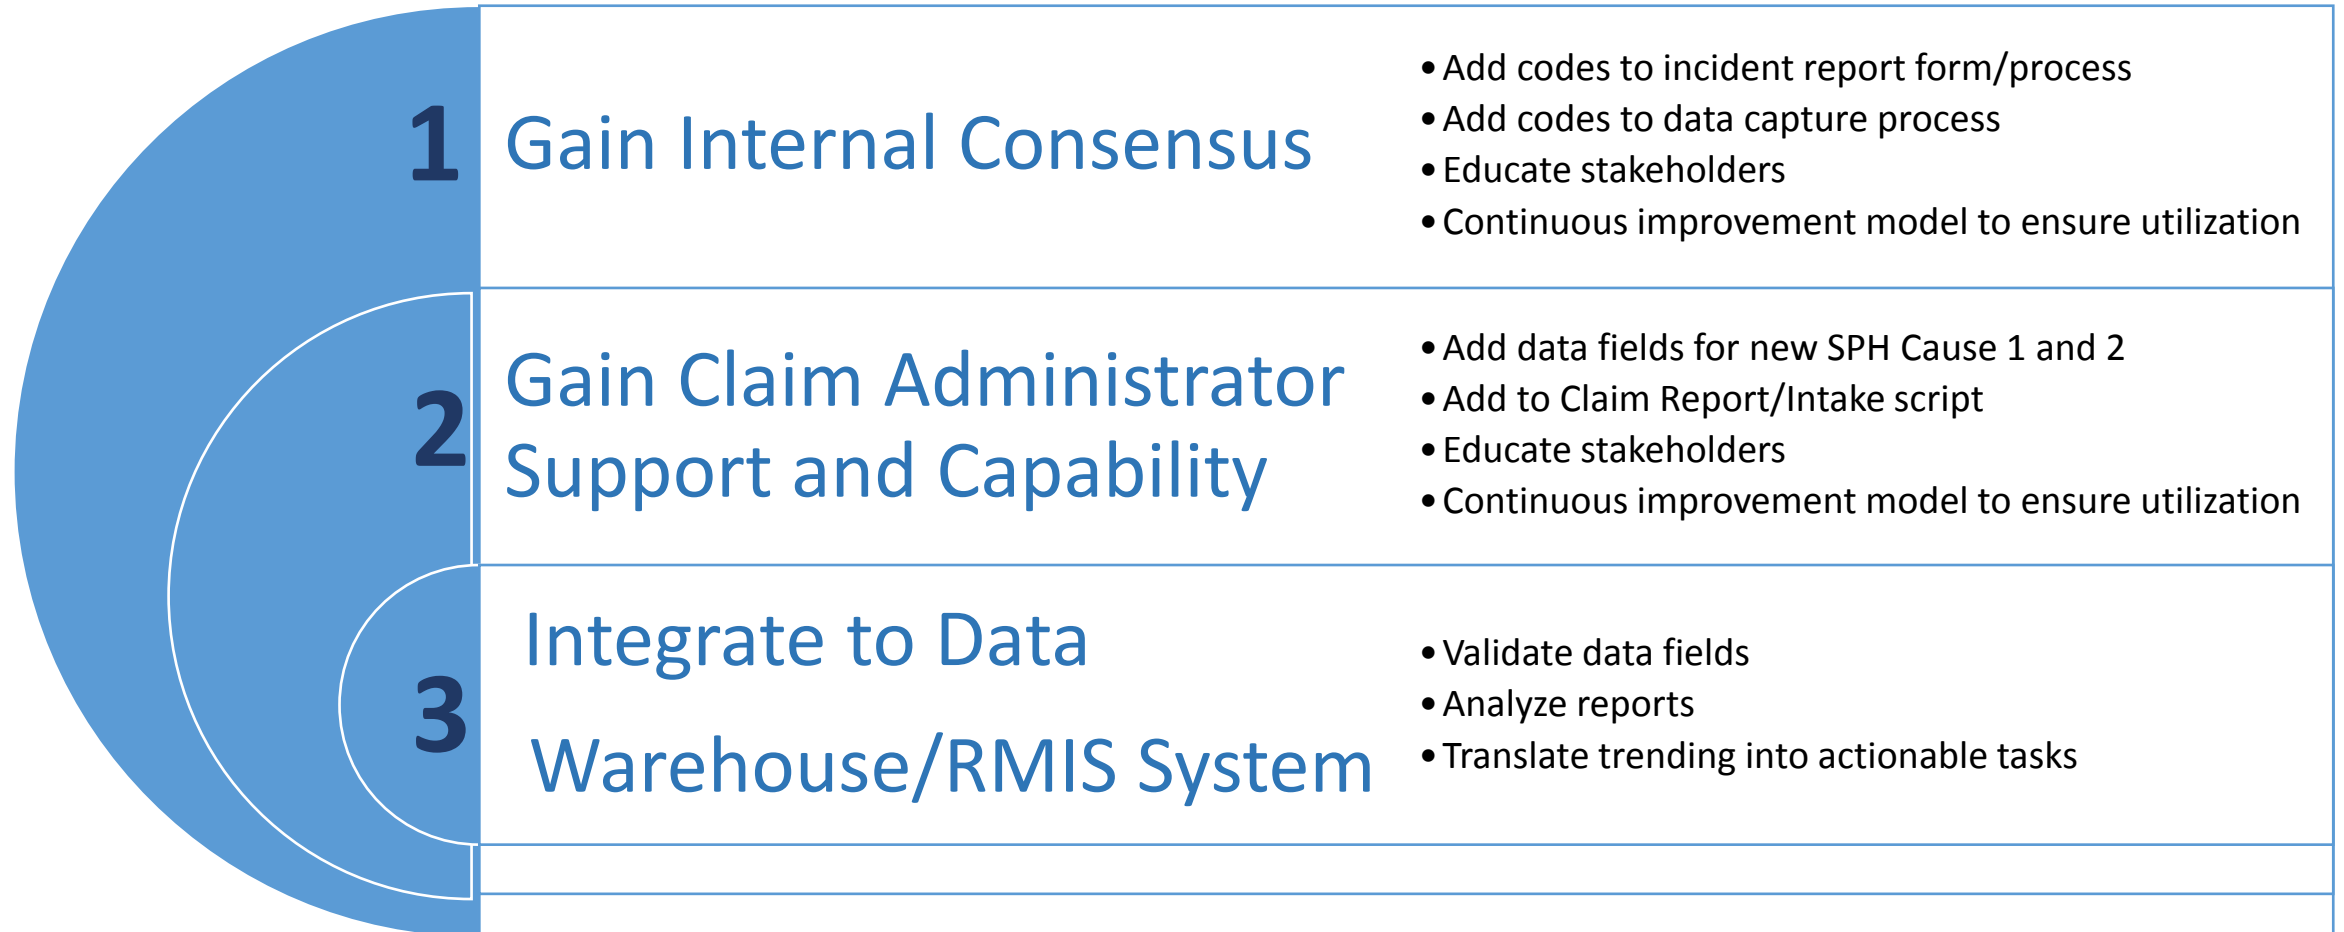 1
Gain Internal Consensus
•Add codes to incident report form/process
•Add codes to data capture process
•Educate stakeholders
•Continuous improvement model to ensure utilization
2
Gain Claim Administrator
Support and Capability
•Add data fields for new SPH Cause 1 and 2
•Add to Claim Report/Intake script
•Educate stakeholders
•Continuous improvement model to ensure utilization
3
Integrate to Data
Warehouse/RMIS System
•Validate data fields
•Analyze reports
•Translate trending into actionable tasks